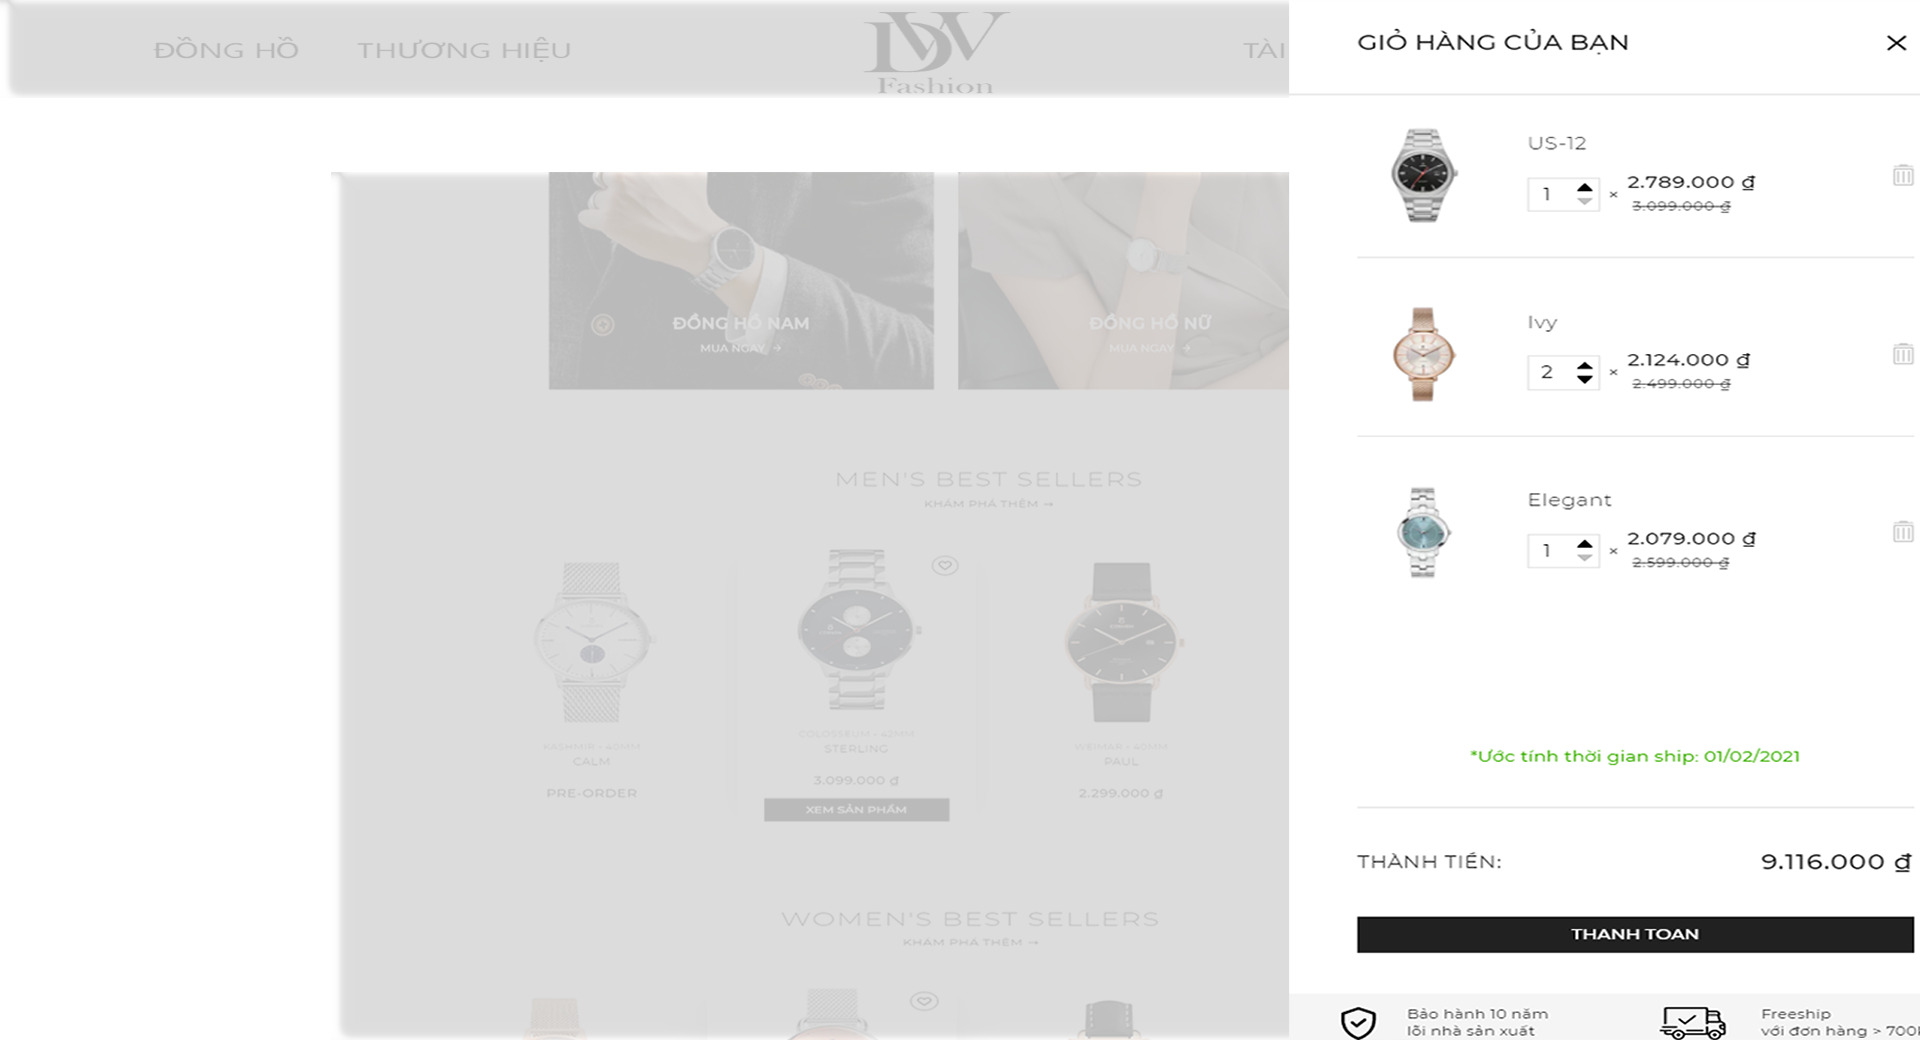 ĐỒNG HỒ
THƯƠNG HIỆU
DW
Fashion
TÀI
ĐỒNG HỒ NAM
MUA NGAY →
ĐỒNG HỒ NỮ
MUA NGAY →
MEN'S BEST SELLERS
KHÁM PHÁ THÊM →
KASHMIR - 40MM
CALM
PRE-ORDER
COLOSSEUM - 42MM
STERLING
3.099.000 ₫
XEM SẢN PHẨM
WEIMAR - 40MM
PAUL
2.299.000 ₫
WOMEN'S BEST SELLERS
KHÁM PHÁ THÊM →
GIỎ HÀNG CỦA BẠN
US-12
1 × 2.789.000 ₫
3.099.000 ₫
Ivy
2 × 2.124.000 ₫
2.499.000 ₫
Elegant
1 × 2.079.000 ₫
2.599.000 ₫
*Ước tính thời gian ship: 01/02/2021
THÀNH TIỀN: 9.116.000 ₫
THANH TOAN
Bảo hành 10 năm
lỗi nhà sản xuất
Freeship
với đơn hàng > 700